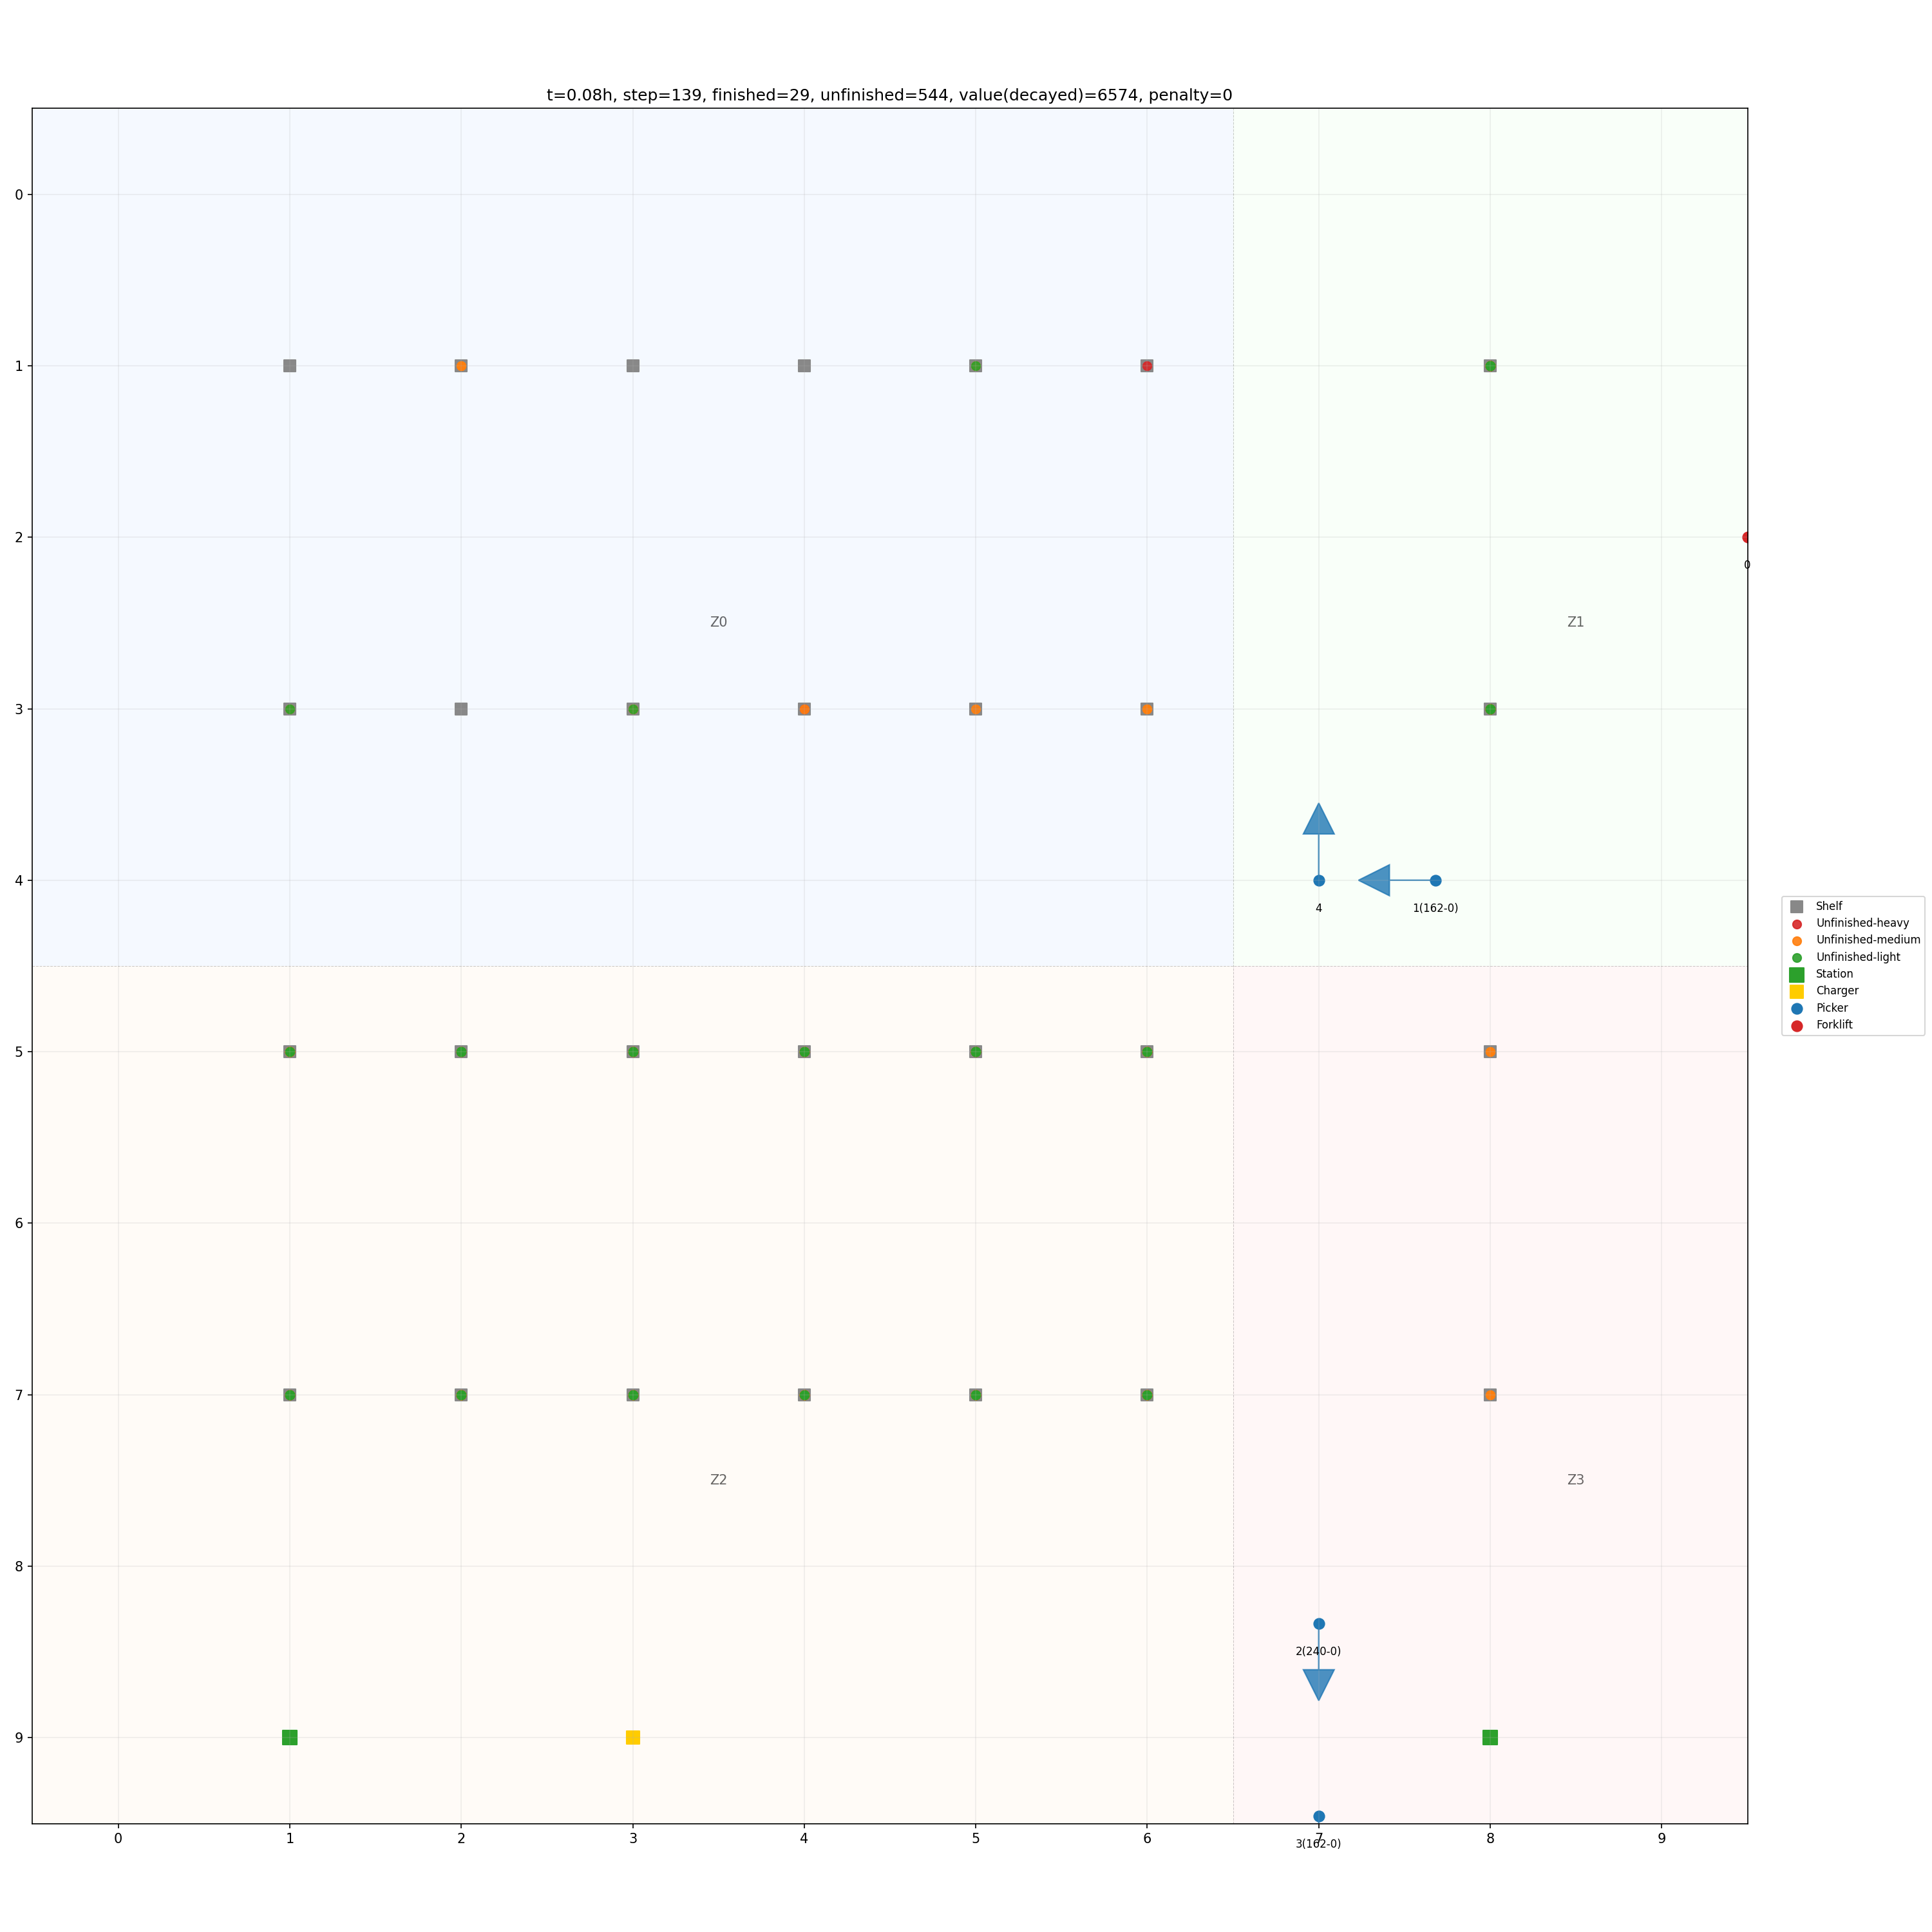 t=0.08h, step=139, finished=29, unfinished=544, value(decayed)=6574, penalty=0
0
1
2
0
Z0
Z1
3
4
4
1(162-0)
Shelf
Unfinished-heavy
Unfinished-medium
Unfinished-light
Station
Charger
Picker
Forklift
5
6
7
Z2
Z3
8
2(240-0)
9
3(162-0)
0
1
2
3
4
5
6
7
8
9